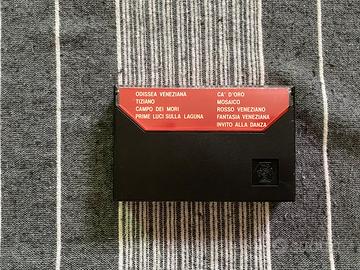 ODISSEA VENEZIANA
TIZIANO
CAMPO DEI MORI
PRIME LUCI SULLA LAGUNA
CA' D'ORO
MOSAICO
ROSSO VENEZIANO
FANTASIA VENEZIANA
INVITO ALLA DANZA
subito